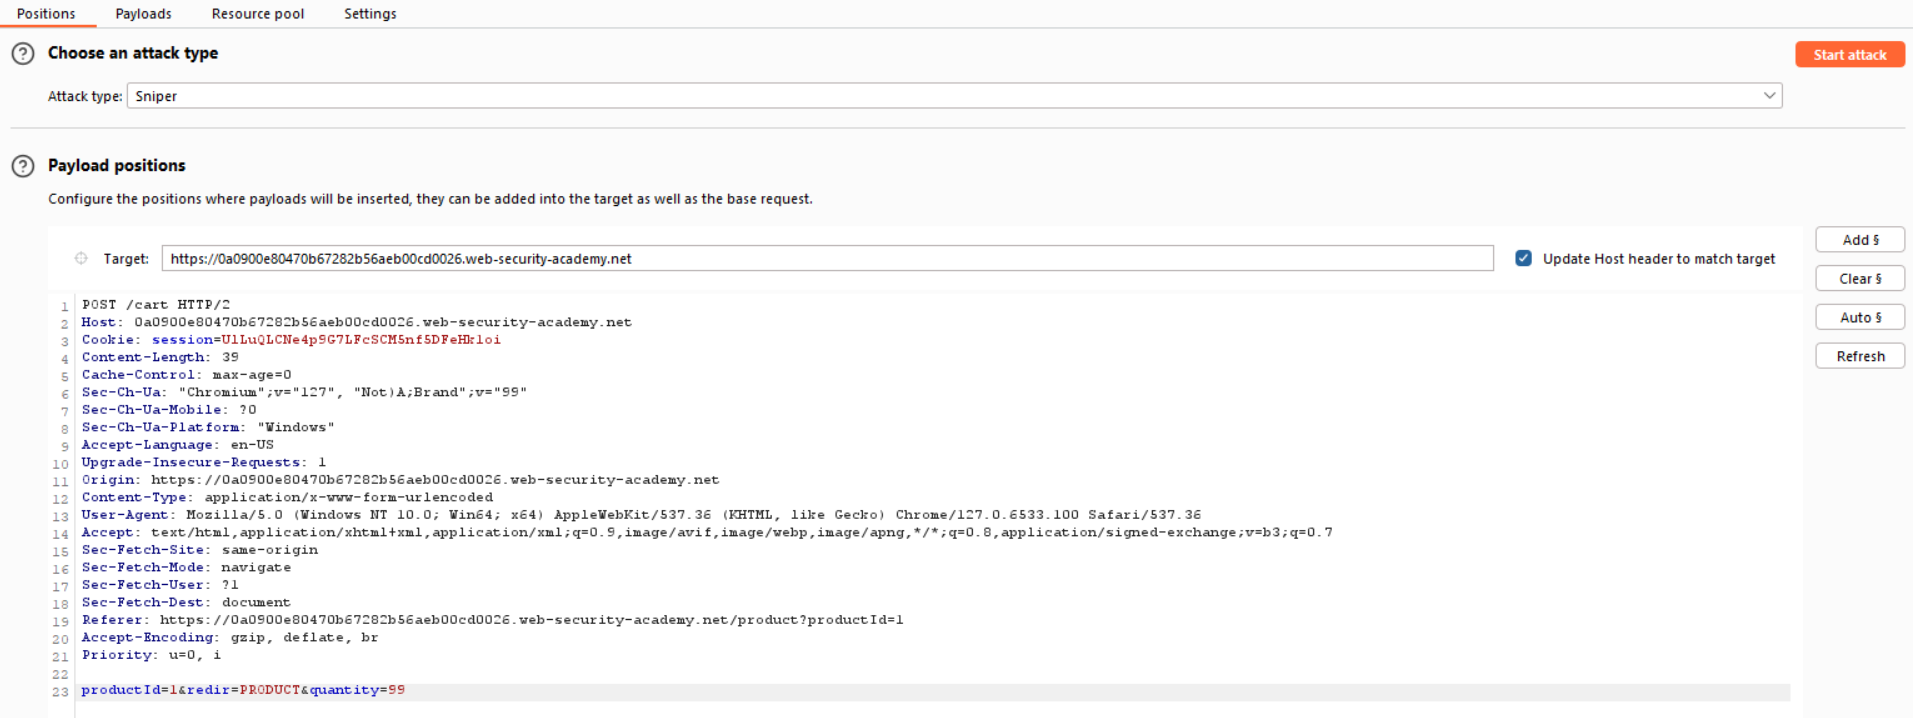 Positions Payloads Resource pool Settings
Choose an attack type
Start attack
Attack type: Sniper
Payload positions
Configure the positions where payloads will be inserted, they can be added into the target as well as the base request.
Target: https://0a0900e80470b67282b56aeb00cd0026.web-security-academy.net
Update Host header to match target
Add §
Clear §
Auto §
Refresh
1 POST /cart HTTP/2
2 Host: 0a0900e80470b67282b56aeb00cd0026.web-security-academy.net
3 Cookie: session=UlLuQLCNe4p9G7LFcSCM5nf5DFeHkloi
4 Content-Length: 39
5 Cache-Control: max-age=0
6 Sec-Ch-Ua: "Chromium";v="127", "Not)A;Brand";v="99"
7 Sec-Ch-Ua-Mobile: ?0
8 Sec-Ch-Ua-Platform: "Windows"
9 Accept-Language: en-US
10 Upgrade-Insecure-Requests: 1
11 Origin: https://0a0900e80470b67282b56aeb00cd0026.web-security-academy.net
12 Content-Type: application/x-www-form-urlencoded
13 User-Agent: Mozilla/5.0 (Windows NT 10.0; Win64; x64) AppleWebKit/537.36 (KHTML, like Gecko) Chrome/127.0.6533.100 Safari/537.36
14 Accept: text/html,application/xhtml+xml,application/xml;q=0.9,image/avif,image/webp,image/apng,*/*;q=0.8,application/signed-exchange;v=b3;q=0.7
15 Sec-Fetch-Site: same-origin
16 Sec-Fetch-Mode: navigate
17 Sec-Fetch-User: ?1
18 Sec-Fetch-Dest: document
19 Referer: https://0a0900e80470b67282b56aeb00cd0026.web-security-academy.net/product?productId=1
20 Accept-Encoding: gzip, deflate, br
21 Priority: u=0, i
22
23 productId=1&redir=PRODUCT&quantity=99